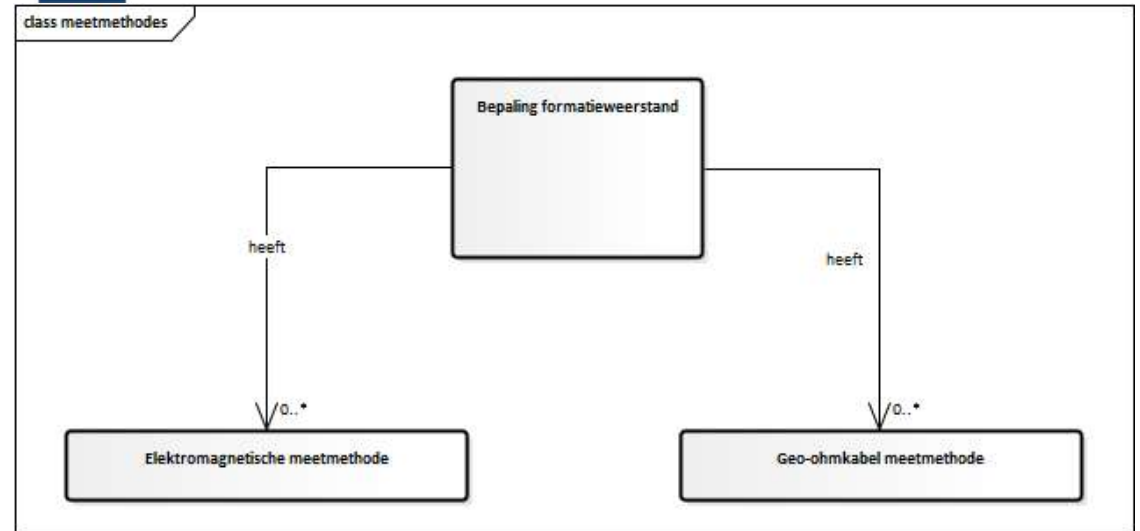 class meetmethodes
Bepaling formatieweerstand
heeft
heeft
0..*
0..*
Elektromagnetische meetmethode
Geo-ohmkabel meetmethode